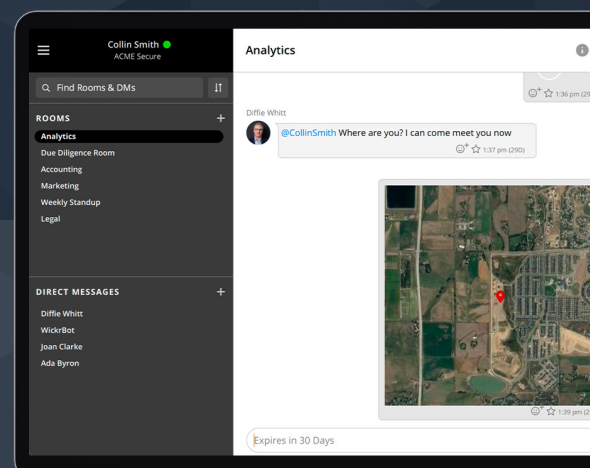 Collin Smith
ACME Secure
Find Rooms & DMs
ROOMS
Analytics
Due Diligence Room
Accounting
Marketing
Weekly Standup
Legal
DIRECT MESSAGES
Diffie Whitt
WickrBot
Joan Clarke
Ada Byron
Analytics
1:36 pm (29
Diffie Whitt
@CollinSmith Where are you? I can come meet you now
1:37 pm (29D)
1:39 pm (2
Expires in 30 Days